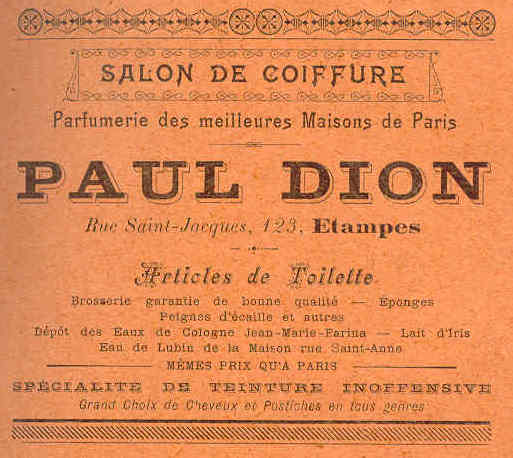 SALON DE COIFFURE
Parfumerie des meilleures Maisons de Paris
PAUL DION
Rue Saint-Jacques, 123, Etampes
Articles de Toilette
Brosserie garantie de bonne qualité — Eponges
Peignes d'écaille et autres
Dépôt des Eaux de Cologne Jean-Marie-Farina — Lait d'Iris
Eau de Lubin de la Maison rue Saint-Anne
MÊMES PRIX QU'A PARIS
SPÉCIALITÉ DE TEINTURE INOFFENSIVE
Grand Choix de Cheveux et Postiches en tous genres